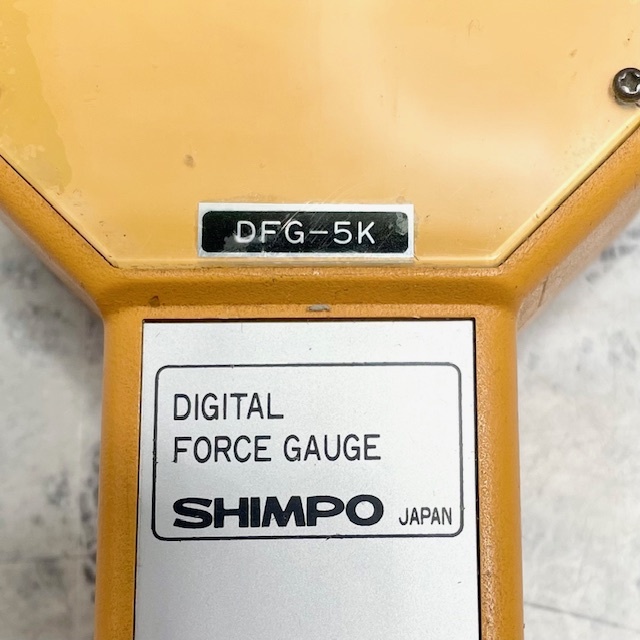 DFG-5K
DIGITAL
FORCE GAUGE
SHIMPO JAPAN